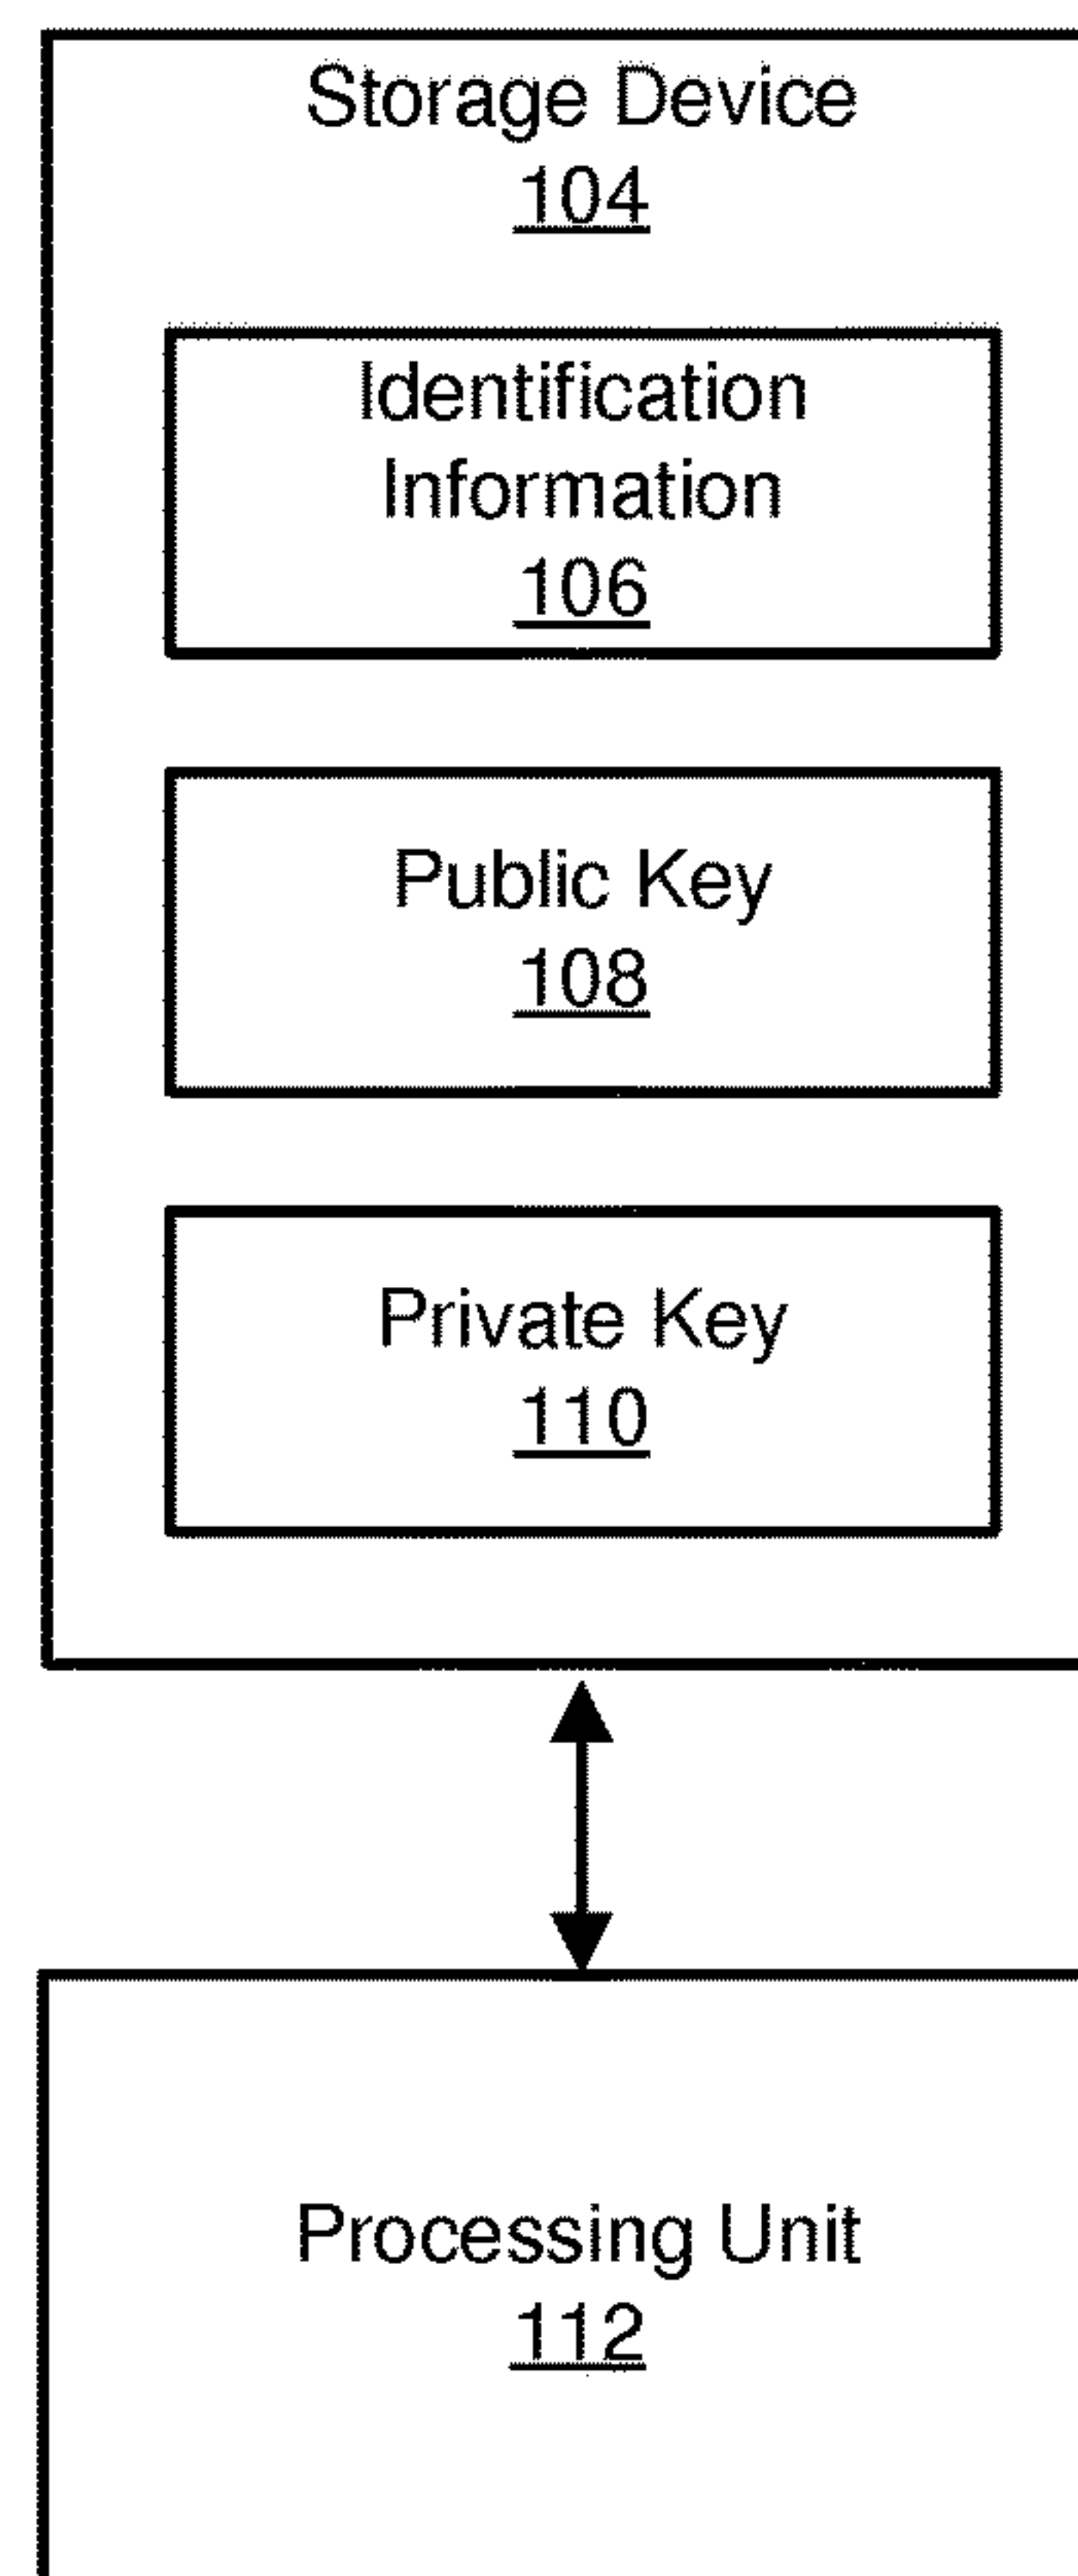 Storage Device
104
Identification
Information
106
Public Key
108
Private Key
110
Processing Unit
112